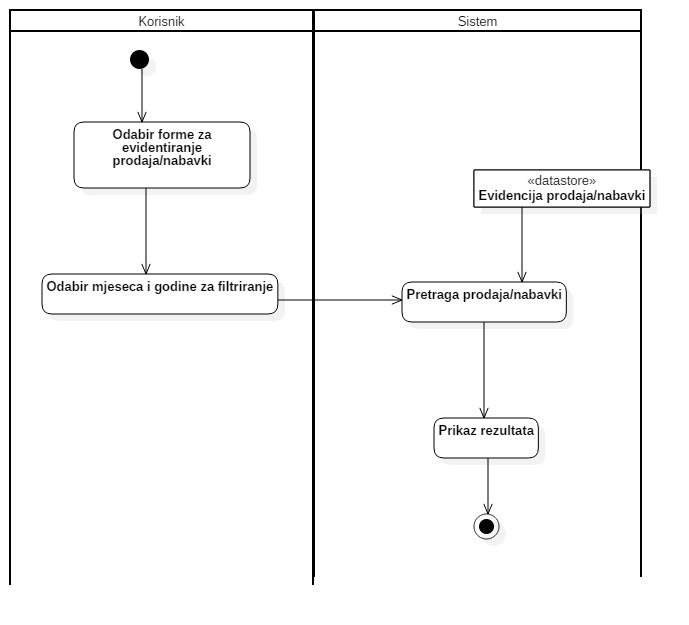 Korisnik
Sistem
Odabir forme za
evidentiranje
prodaja/nabavki
«datastore»
Evidencija prodaja/nabavki
Odabir mjeseca i godine za filtriranje
Pretraga prodaja/nabavki
Prikaz rezultata